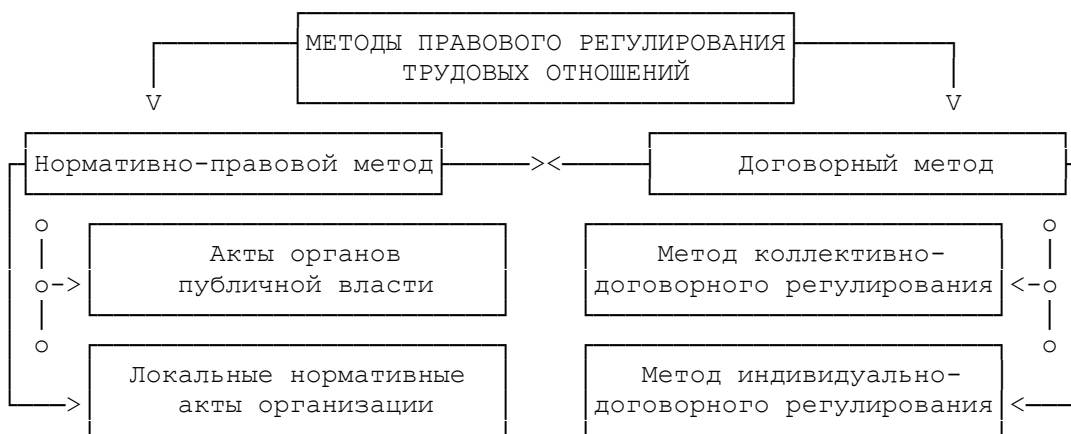 МЕТОДЫ ПРАВОВОГО РЕГУЛИРОВАНИЯ
ТРУДОВЫХ ОТНОШЕНИЙ
Нормативно-правовой метод
Договорный метод
Акты органов
публичной власти
Метод коллективно-
договорного регулирования
Локальные нормативные
акты организации
Метод индивидуально-
договорного регулирования